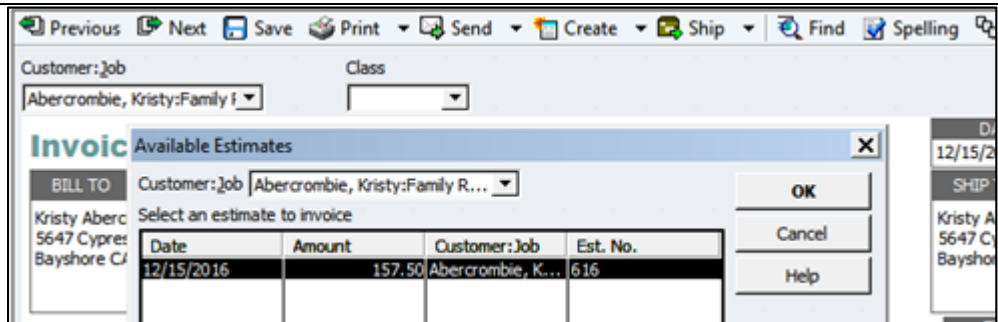 Previous Next Save Print Send Create Ship Find Spelling
Customer:Job Class
Abercrombie, Kristy:Family
Invoic
Available Estimates
12/15/2
BILL TO Customer:Job Abercrombie, Kristy:Family R... OK SHIP
Kristy Aberc Select an estimate to invoice Kristy A
5647 Cypres Date Amount Customer:Job Est. No. Cancel 5647 Cy
Bayshore CA 12/15/2016 157.50 Abercrombie, K... 616 Bayshor
Help